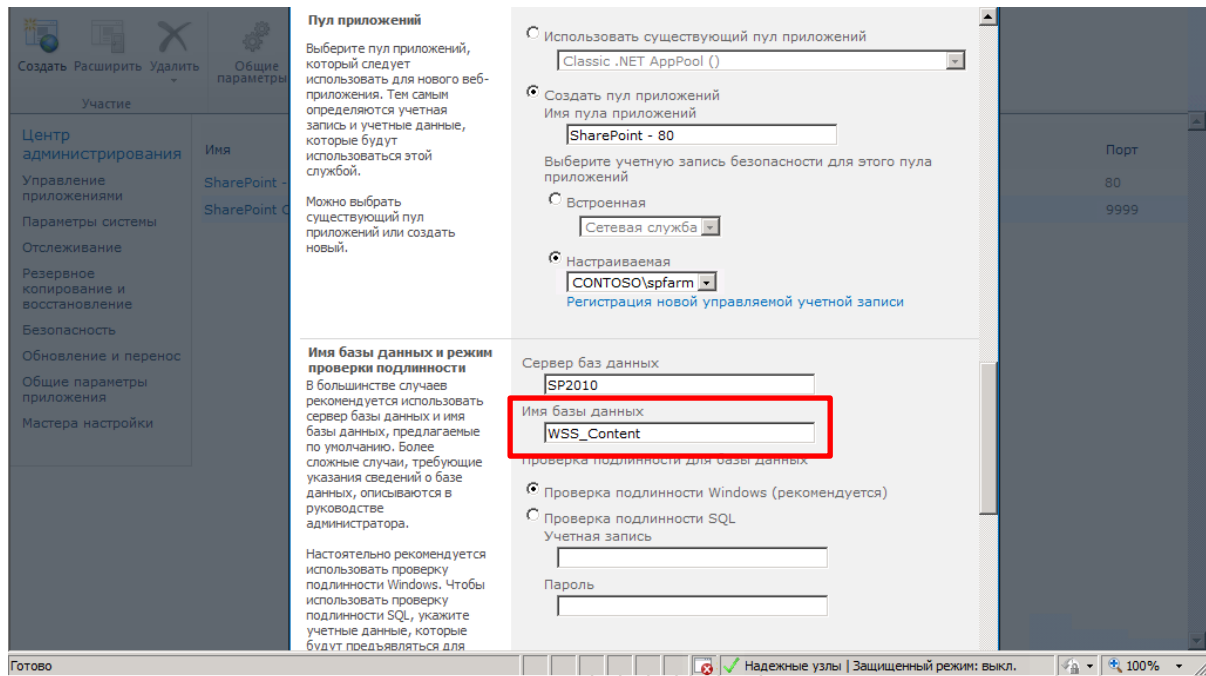 Создать Расширить Удалить
Общие параметры
Участие
Центр
администрирования
Управление
приложениями
Параметры системы
Отслеживание
Резервное
копирование и
восстановление
Безопасность
Обновление и перенос
Общие параметры
приложения
Мастера настройки
Имя
Порт
SharePoint -
80
SharePoint C
9999
Пул приложений
Выберите пул приложений,
который следует
использовать для нового веб-
приложения. Тем самым
определяются учетная
запись и учетные данные,
которые будут
использоваться этой
службой.
Можно выбрать
существующий пул
приложений или создать
новый.
Использовать существующий пул приложений
Classic .NET AppPool ()
Создать пул приложений
Имя пула приложений
SharePoint - 80
Выберите учетную запись безопасности для этого пула
приложений
Встроенная
Сетевая служба
Настраиваемая
CONTOSO\spfarm
Регистрация новой управляемой учетной записи
Имя базы данных и режим
проверки подлинности
В большинстве случаев
рекомендуется использовать
сервер базы данных и имя
базы данных, предлагаемые
по умолчанию. Более
сложные случаи, требующие
указания сведений о базе
данных, описываются в
руководстве
администратора.
Настоятельно рекомендуется
использовать проверку
подлинности Windows. Чтобы
использовать проверку
подлинности SQL, укажите
учетные данные, которые
будут предъявляться для
Сервер баз данных
SP2010
Имя базы данных
WSS_Content
Проверка подлинности для базы данных
Проверка подлинности Windows (рекомендуется)
Проверка подлинности SQL
Учетная запись
Пароль
Готово
Надежные узлы | Защищенный режим: выкл.
100%